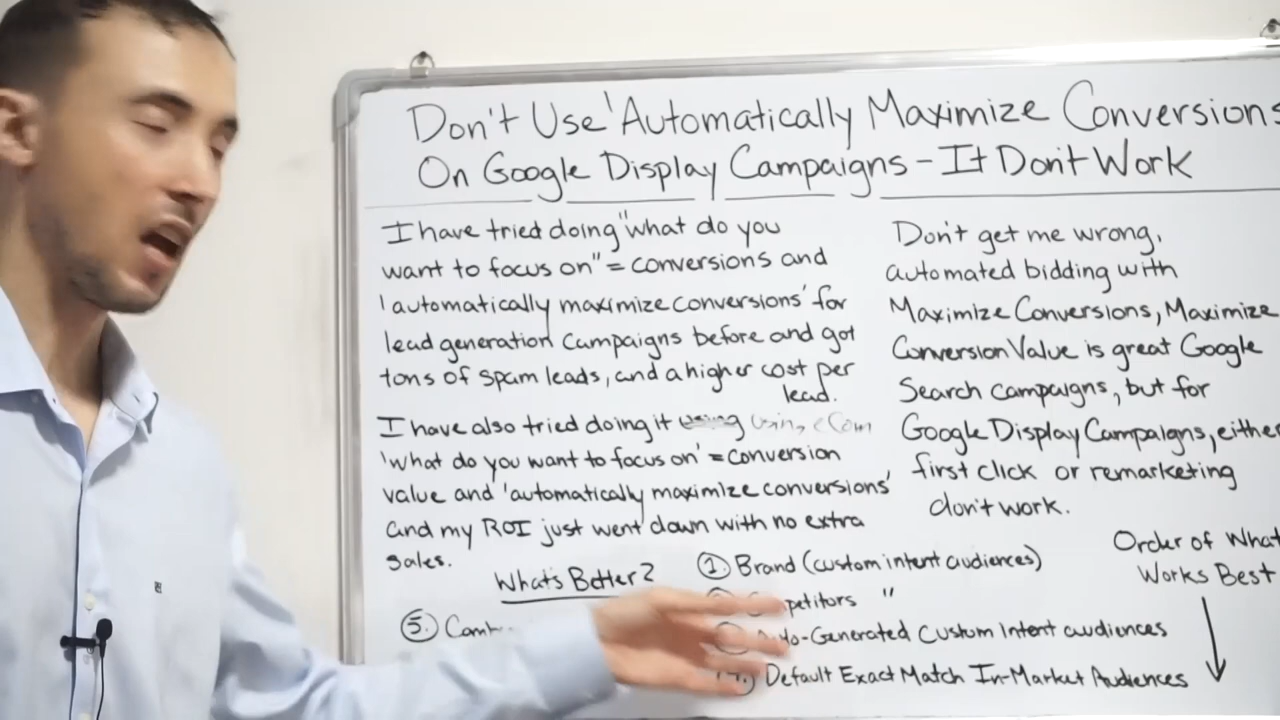 Don't Use 'Automatically Maximize Conversions
On Google Display Campaigns - It Don't Work
I have tried doing "what do you
want to focus on" = conversions and
'automatically maximize conversions' for
lead generation campaigns before and got
tons of spam leads, and a higher cost per
lead.
I have also tried doing it using eCom
'what do you want to focus on' = conversion
value and 'automatically maximize conversions'
and my ROI just went down with no extra
sales.
Don't get me wrong,
automated bidding with
Maximize Conversions, Maximize
Conversion Value is great Google
Search campaigns, but for
Google Display Campaigns, either
first click or remarketing
don't work.
What's Better?
1. Brand (custom intent audiences)
petitors "
to-Generated Custom Intent audiences
4. Default Exact Match In-Market Audiences
5. Com
Order of What
Works Best